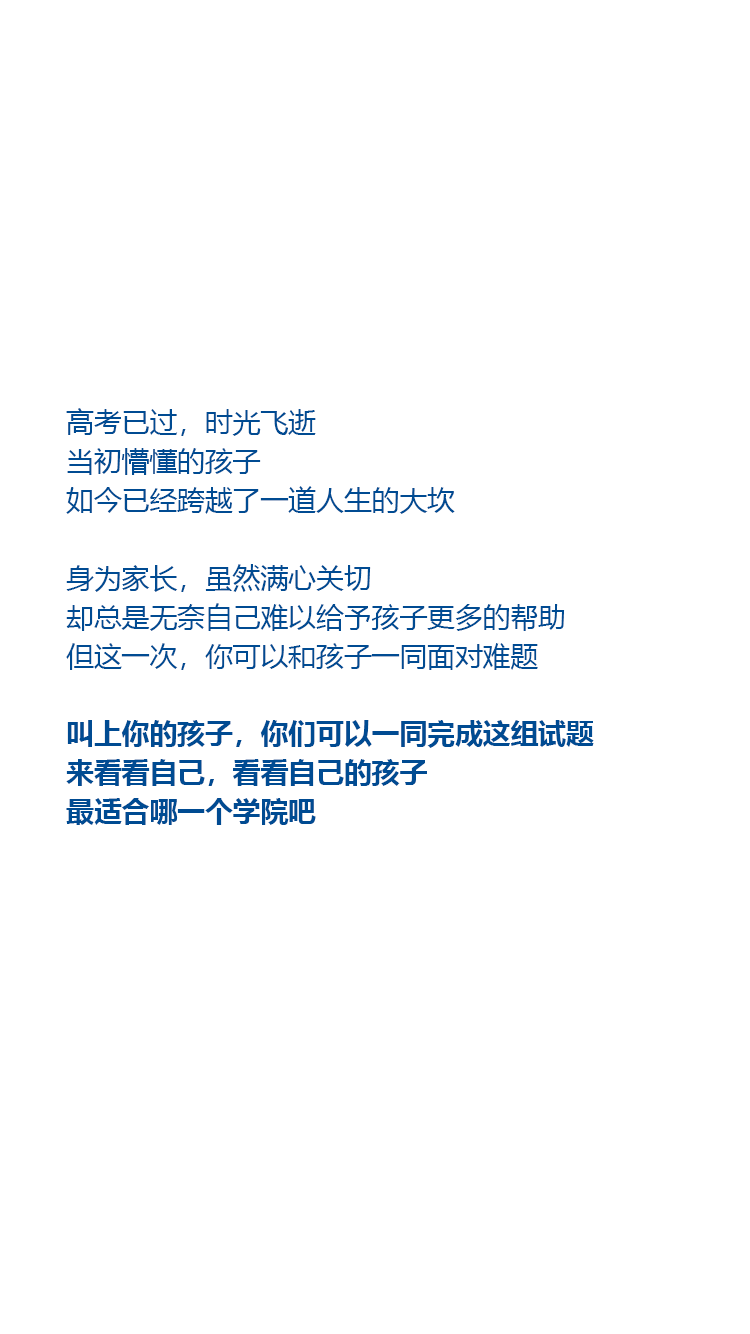 高考已过，时光飞逝
当初懵懂的孩子
如今已经跨越了一道人生的大坎
身为家长，虽然满心关切
却总是无奈自己难以给予孩子更多的帮助
但这一次，你可以和孩子一同面对难题
叫上你的孩子，你们可以一同完成这组试题
来看看自己，看看自己的孩子
最适合哪一个学院吧